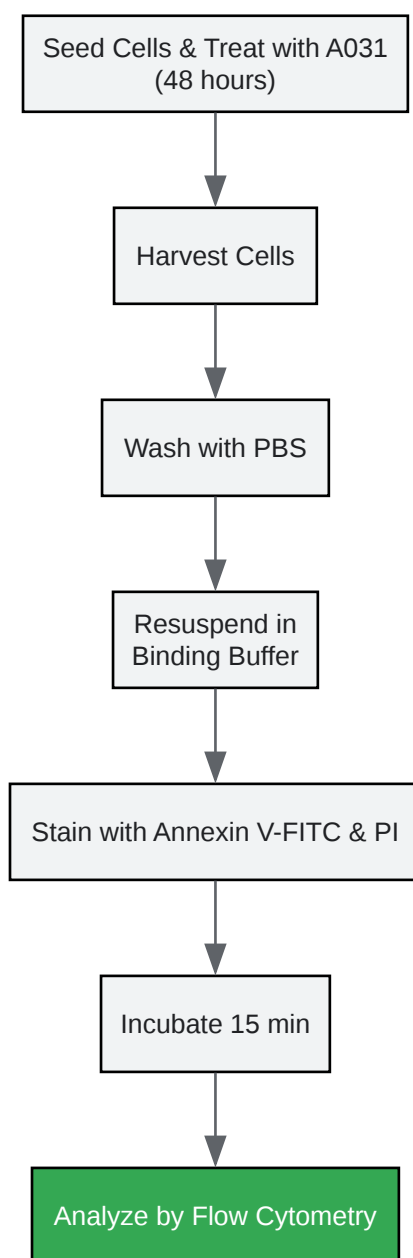 Seed Cells & Treat with A031
(48 hours)
Harvest Cells
Wash with PBS
Resuspend in
Binding Buffer
Stain with Annexin V-FITC & PI
Incubate 15 min
Analyze by Flow Cytometry